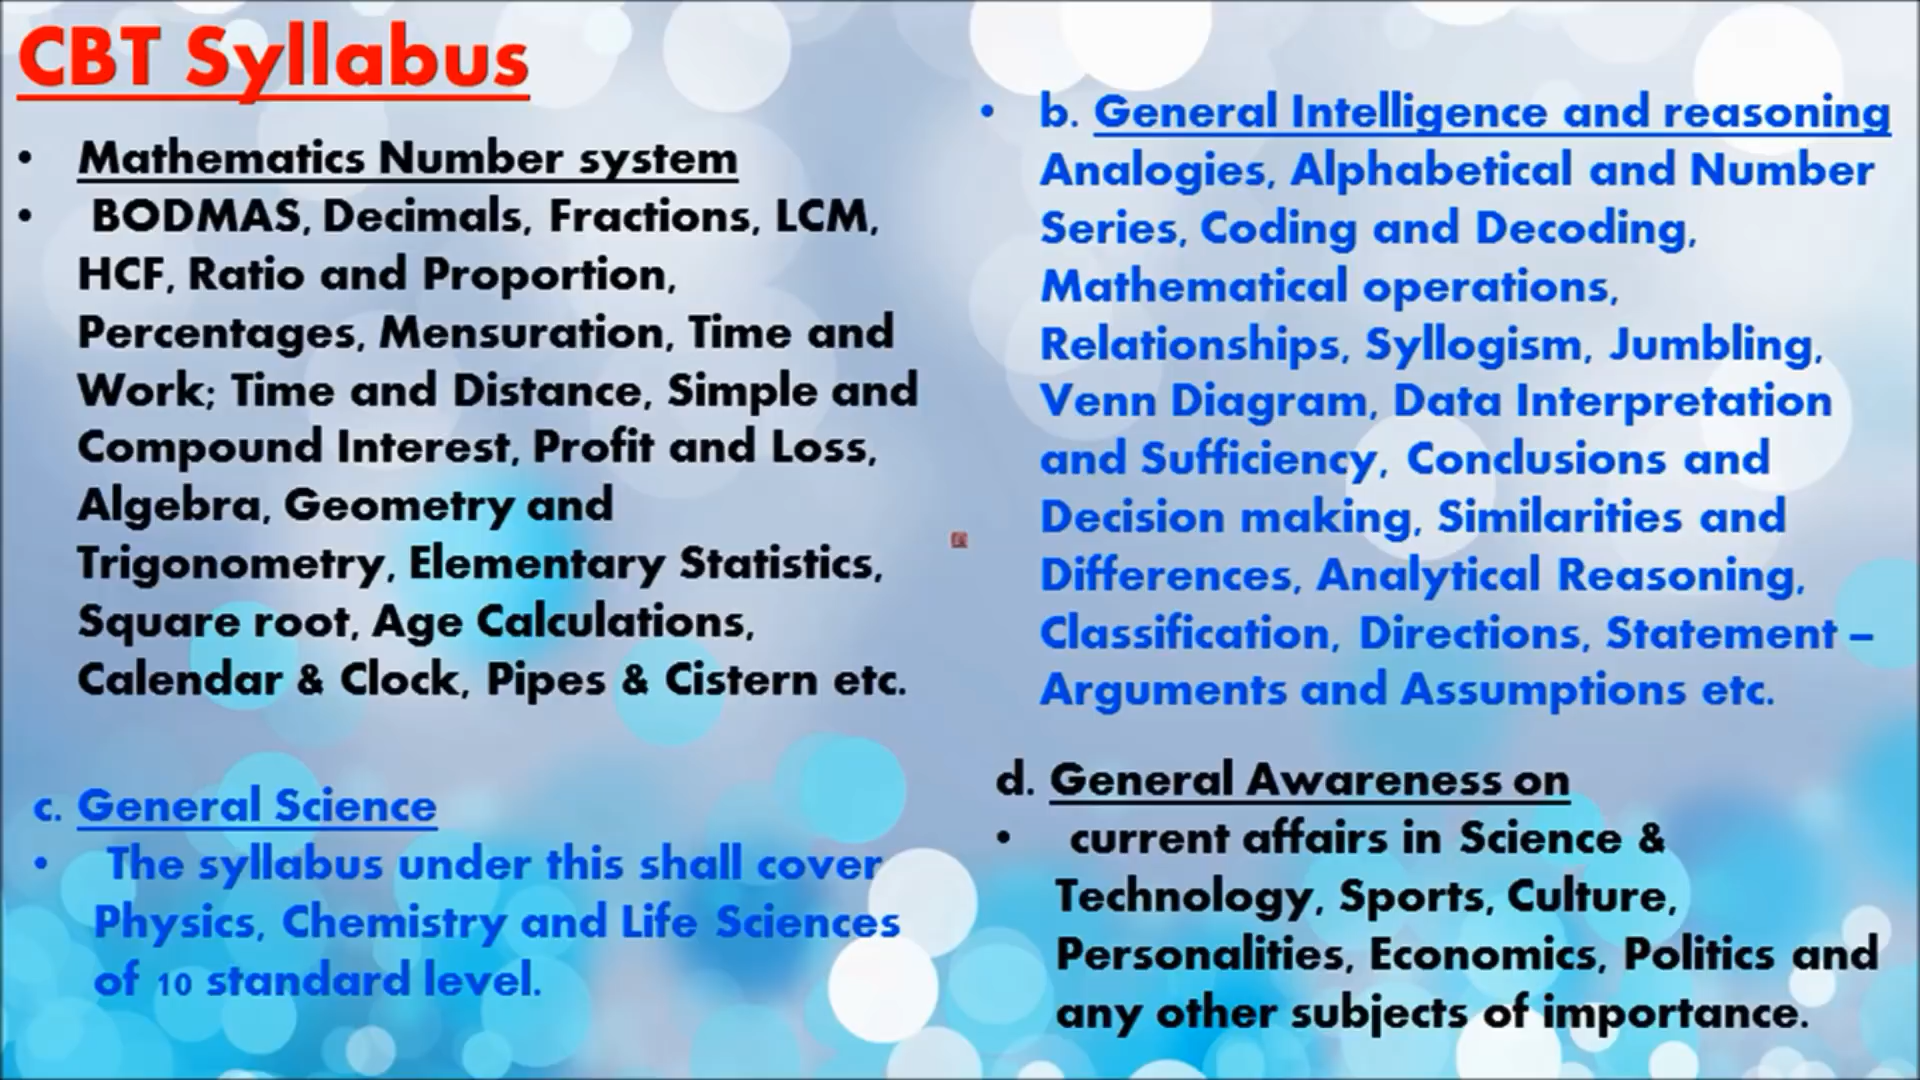 CBT Syllabus
• Mathematics Number system
• BODMAS, Decimals, Fractions, LCM,
HCF, Ratio and Proportion,
Percentages, Mensuration, Time and
Work; Time and Distance, Simple and
Compound Interest, Profit and Loss,
Algebra, Geometry and
Trigonometry, Elementary Statistics,
Square root, Age Calculations,
Calendar & Clock, Pipes & Cistern etc.
c. General Science
• The syllabus under this shall cover
Physics, Chemistry and Life Sciences
of 10 standard level.
• b. General Intelligence and reasoning
Analogies, Alphabetical and Number
Series, Coding and Decoding,
Mathematical operations,
Relationships, Syllogism, Jumbling,
Venn Diagram, Data Interpretation
and Sufficiency, Conclusions and
Decision making, Similarities and
Differences, Analytical Reasoning,
Classification, Directions, Statement –
Arguments and Assumptions etc.
d. General Awareness on
• current affairs in Science &
Technology, Sports, Culture,
Personalities, Economics, Politics and
any other subjects of importance.